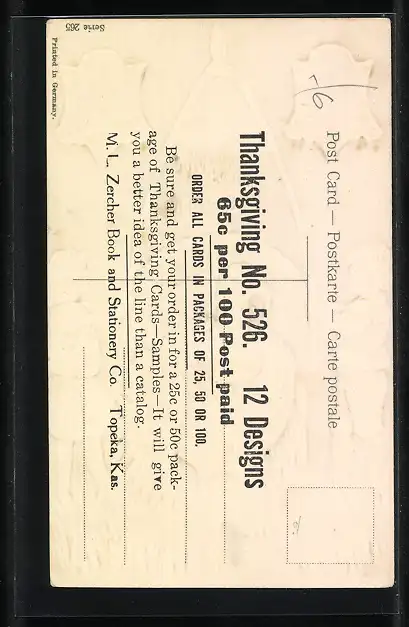 Post Card — Postkarte — Carte postale
Thanksgiving No. 526. 12 Designs
65c per 100 Post-paid
ORDER ALL CARDS IN PACKAGES OF 25, 50 OR 100.
Be sure and get your order in for a 25c or 50c pack-
age of Thanksgiving Cards—Samples—It will give
you a better idea of the line than a catalog.
M. L. Zercher Book and Stationery Co. Topeka, Kas.
Serie 265
Printed in Germany.